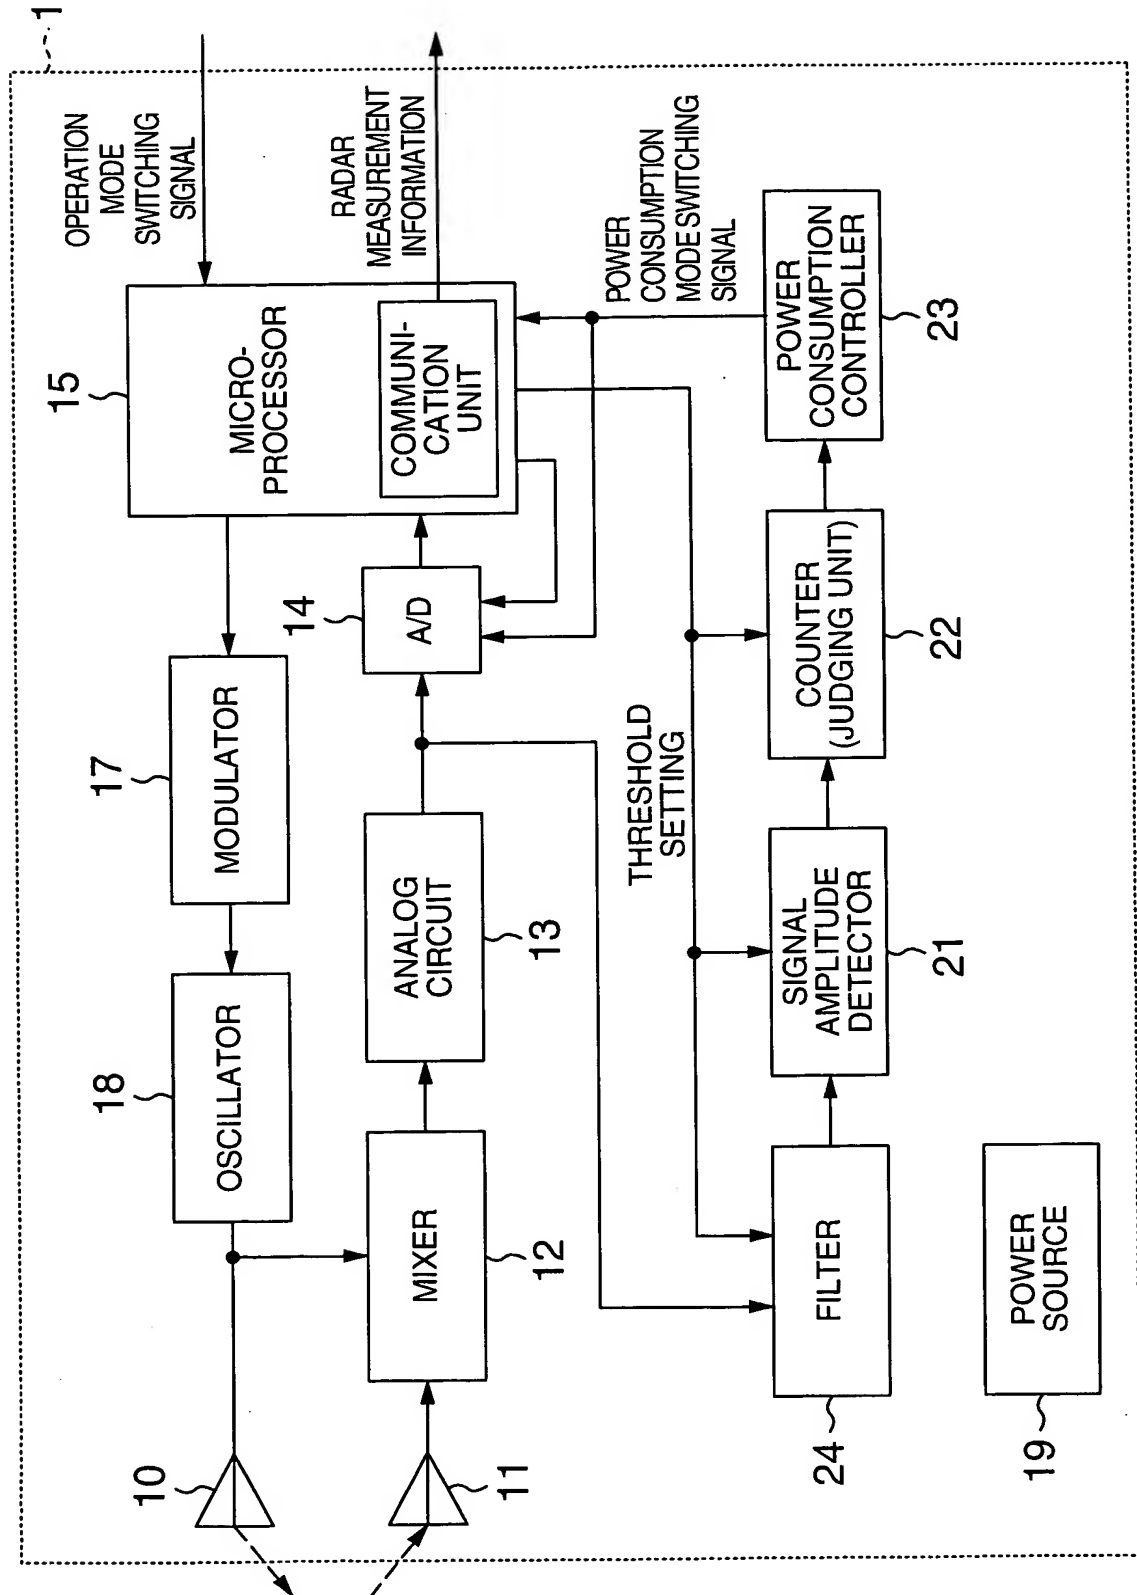 1
OPERATION
MODE
SWITCHING
SIGNAL
RADAR
MEASUREMENT
INFORMATION
15
MICRO-
PROCESSOR
COMMUNI-
CATION
UNIT
17
MODULATOR
14
A/D
18
OSCILLATOR
ANALOG
CIRCUIT
13
MIXER
12
10
11
POWER
CONSUMPTION
MODE SWITCHING
SIGNAL
THRESHOLD
SETTING
POWER
CONSUMPTION
CONTROLLER
23
COUNTER
(JUDGING UNIT)
22
SIGNAL
AMPLITUDE
DETECTOR
21
FILTER
24
POWER
SOURCE
19